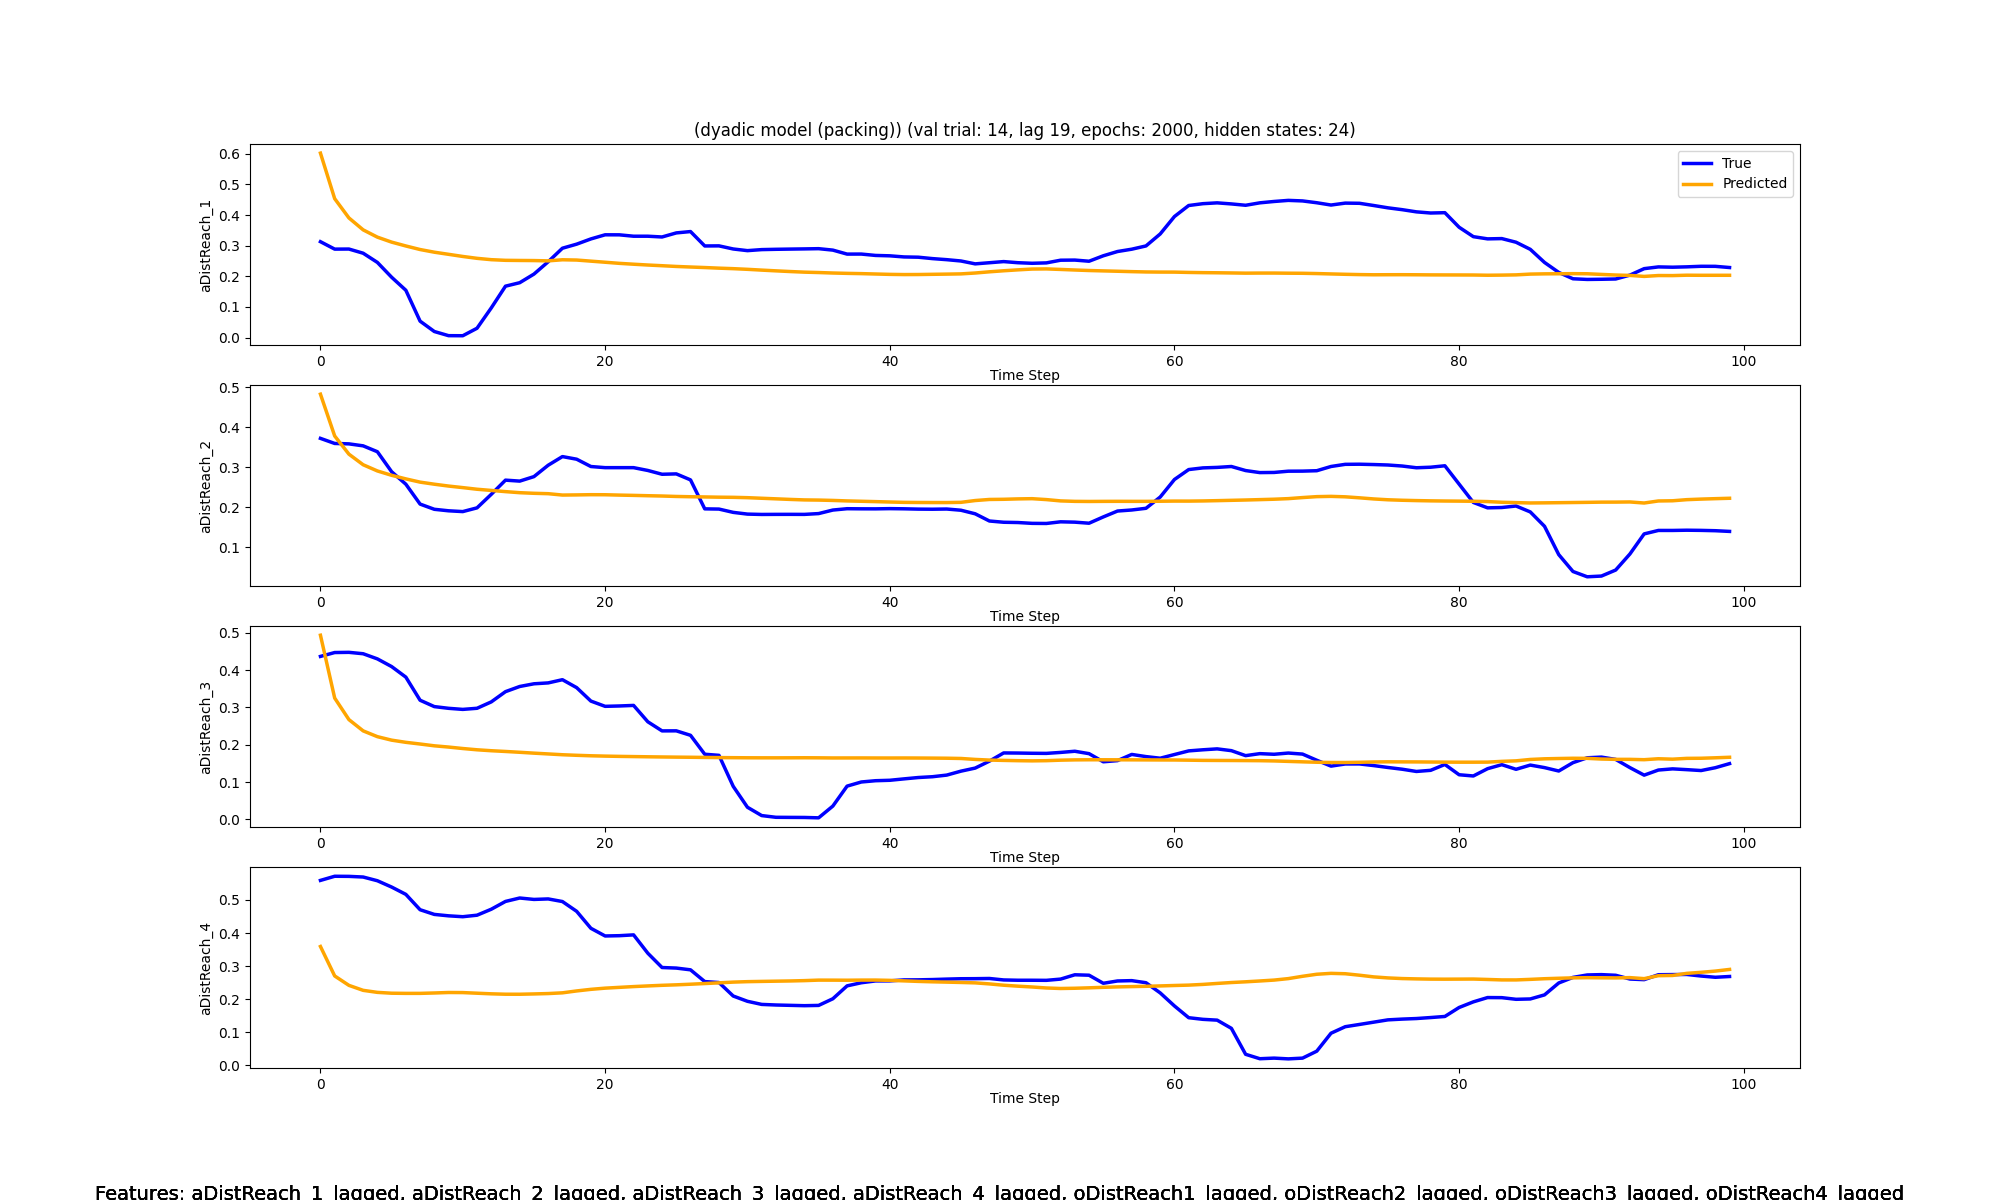 (dyadic model (packing)) (val trial: 14, lag 19, epochs: 2000, hidden states: 24)
True
Predicted
aDistReach_1
0.6
0.5
0.4
0.3
0.2
0.1
0.0
0 20 40 60 80 100
Time Step
aDistReach_2
0.5
0.4
0.3
0.2
0.1
0 20 40 60 80 100
Time Step
aDistReach_3
0.5
0.4
0.3
0.2
0.1
0.0
0 20 40 60 80 100
Time Step
aDistReach_4
0.5
0.4
0.3
0.2
0.1
0.0
0 20 40 60 80 100
Time Step
Features: aDistReach_1_lagged, aDistReach_2_lagged, aDistReach_3_lagged, aDistReach_4_lagged, oDistReach1_lagged, oDistReach2_lagged, oDistReach3_lagged, oDistReach4_lagged